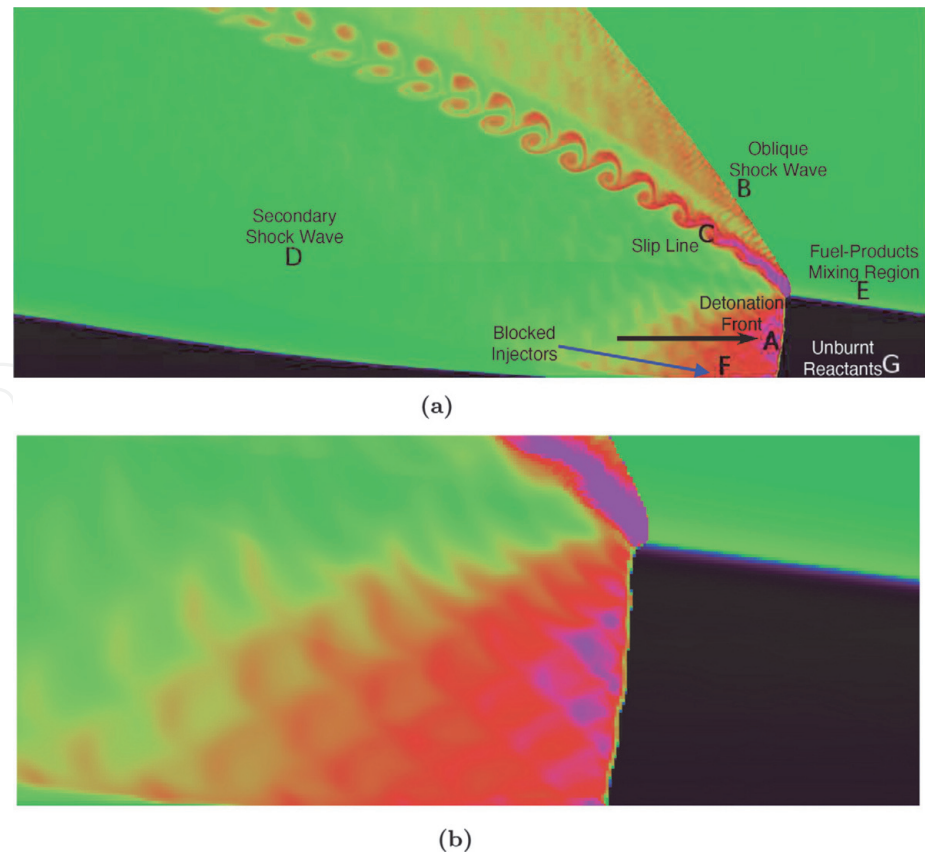 Oblique
Shock Wave
B
Secondary
Shock Wave
D
C
Slip Line
Fuel-Products
Mixing Region
E
Detonation
Front
A
Blocked
Injectors
F
Unburnt
Reactants G
(a)
(b)